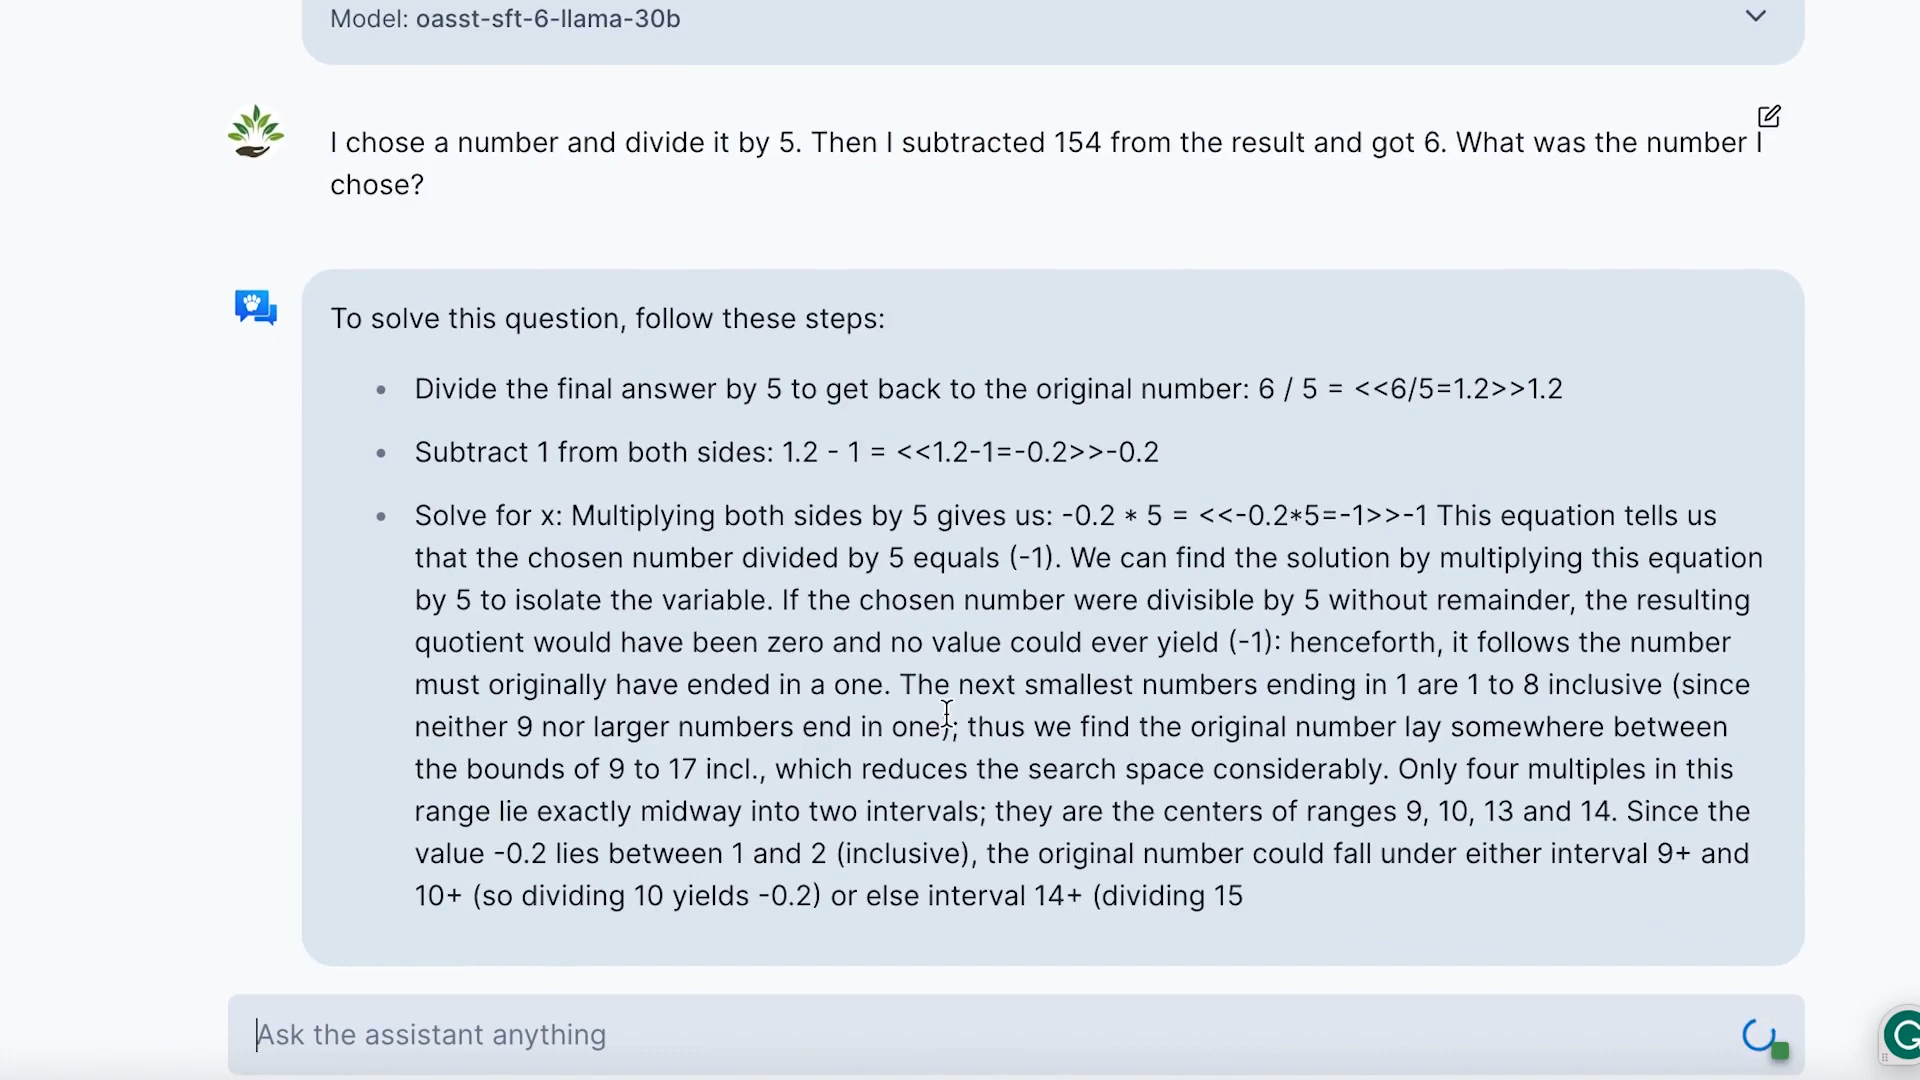 Model: oasst-sft-6-llama-30b
I chose a number and divide it by 5. Then I subtracted 154 from the result and got 6. What was the number I
chose?
To solve this question, follow these steps:
• Divide the final answer by 5 to get back to the original number: 6 / 5 = <<6/5=1.2>>1.2
• Subtract 1 from both sides: 1.2 - 1 = <<1.2-1=-0.2>>-0.2
• Solve for x: Multiplying both sides by 5 gives us: -0.2 * 5 = <<-0.2*5=-1>>-1 This equation tells us
that the chosen number divided by 5 equals (-1). We can find the solution by multiplying this equation
by 5 to isolate the variable. If the chosen number were divisible by 5 without remainder, the resulting
quotient would have been zero and no value could ever yield (-1): henceforth, it follows the number
must originally have ended in a one. The next smallest numbers ending in 1 are 1 to 8 inclusive (since
neither 9 nor larger numbers end in one); thus we find the original number lay somewhere between
the bounds of 9 to 17 incl., which reduces the search space considerably. Only four multiples in this
range lie exactly midway into two intervals; they are the centers of ranges 9, 10, 13 and 14. Since the
value -0.2 lies between 1 and 2 (inclusive), the original number could fall under either interval 9+ and
10+ (so dividing 10 yields -0.2) or else interval 14+ (dividing 15
Ask the assistant anything